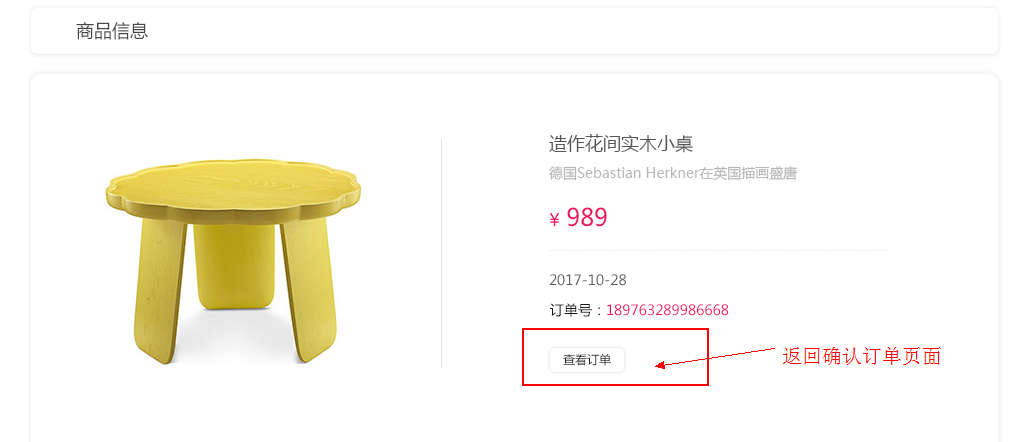 商品信息
造作花间实木小桌
德国Sebastian Herkner在英国描画盛唐
¥ 989
2017-10-28
订单号：189763289986668
查看订单
返回确认订单页面